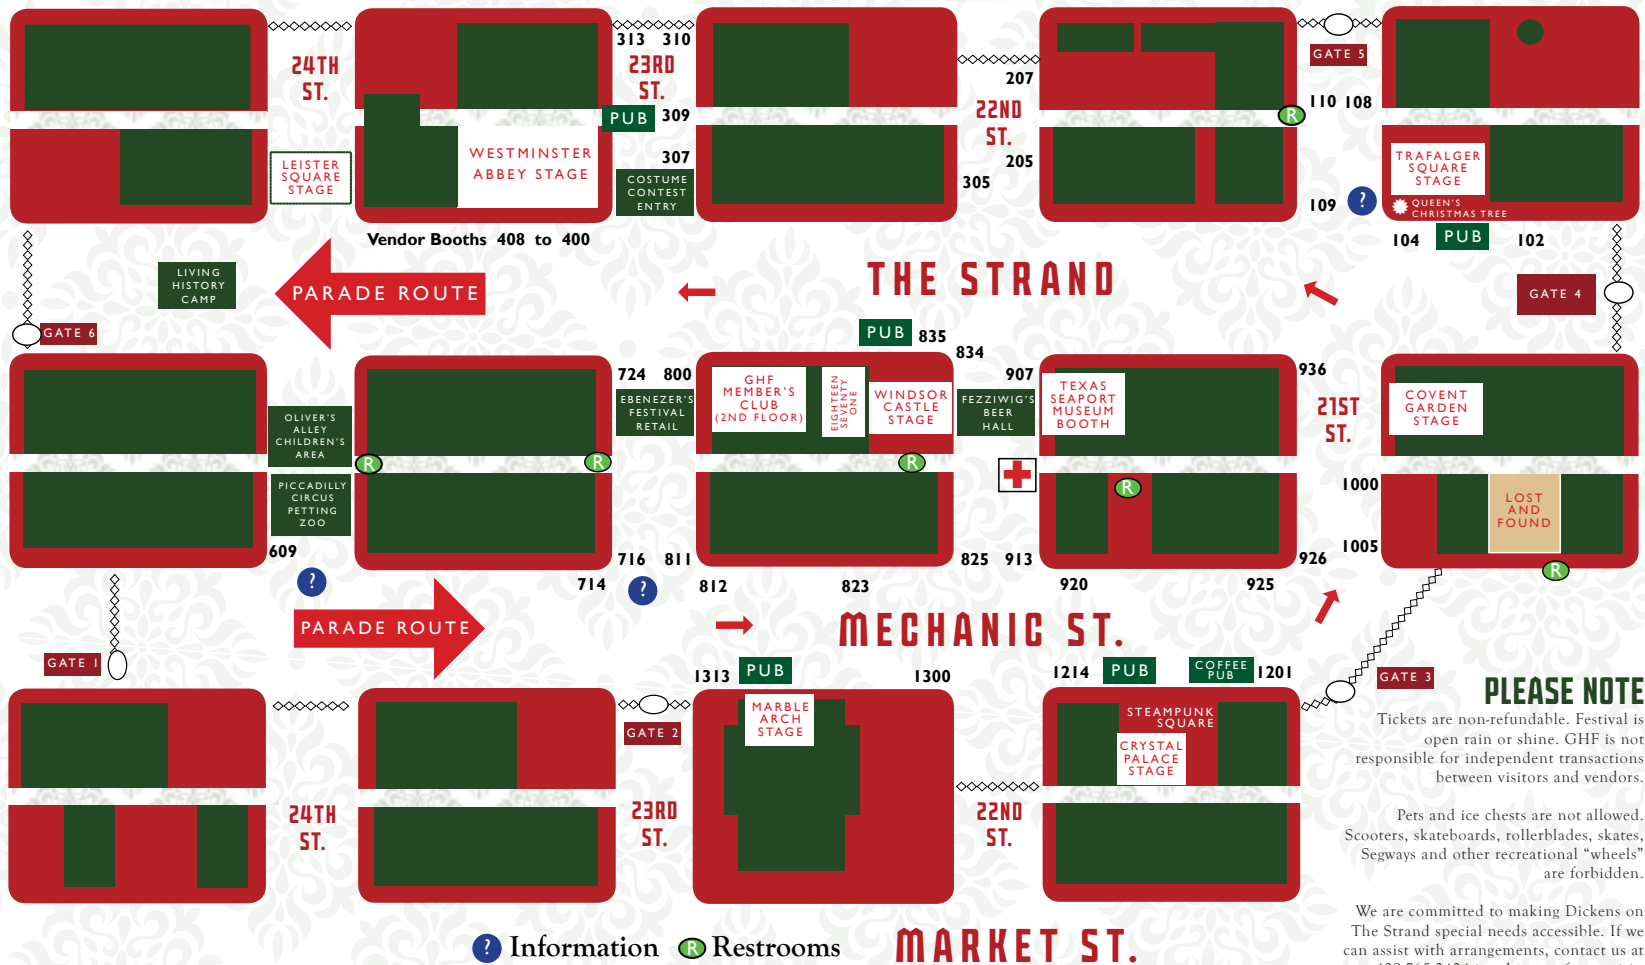 24TH
ST.
313 310
23RD
ST.
PUB 309
307
COSTUME
CONTEST
ENTRY
LEISTER
SQUARE
STAGE
WESTMINSTER
ABBEY STAGE
207
22ND
ST.
205
305
GATE 5
110 108
R
109
?
TRAFALGER
SQUARE
STAGE
QUEEN'S
CHRISTMAS TREE
104 PUB 102
Vendor Booths 408 to 400
LIVING
HISTORY
CAMP
PARADE ROUTE
THE STRAND
GATE 4
GATE 6
PUB 835
834
724 800
907
936
OLIVER'S
ALLEY
CHILDREN'S
AREA
EBENEZER'S
FESTIVAL
RETAIL
GHF
MEMBER'S
CLUB
(2ND FLOOR)
EIGHTEEN
SEVENTY
ONE
WINDSOR
CASTLE
STAGE
FEZZIWIG'S
BEER
HALL
TEXAS
SEAPORT
MUSEUM
BOOTH
21ST
ST.
COVENT
GARDEN
STAGE
R
R
R
R
PICCADILLY
CIRCUS
PETTING
ZOO
1000
LOST
AND
FOUND
1005
609
?
716 811
825 913
926
R
714
?
812
823
920
925
PARADE ROUTE
MECHANIC ST.
GATE 1
1313 PUB
1300
1214 PUB
COFFEE
PUB
1201
GATE 3
GATE 2
MARBLE
ARCH
STAGE
STEAMPUNK
SQUARE
CRYSTAL
PALACE
STAGE
24TH
ST.
23RD
ST.
22ND
ST.
PLEASE NOTE
Tickets are non-refundable. Festival is
open rain or shine. GHF is not
responsible for independent transactions
between visitors and vendors.
Pets and ice chests are not allowed.
Scooters, skateboards, rollerblades, skates,
Segways and other recreational “wheels”
are forbidden.
We are committed to making Dickens on
The Strand special needs accessible. If we
can assist with arrangements, contact us at
? Information R Restrooms
MARKET ST.